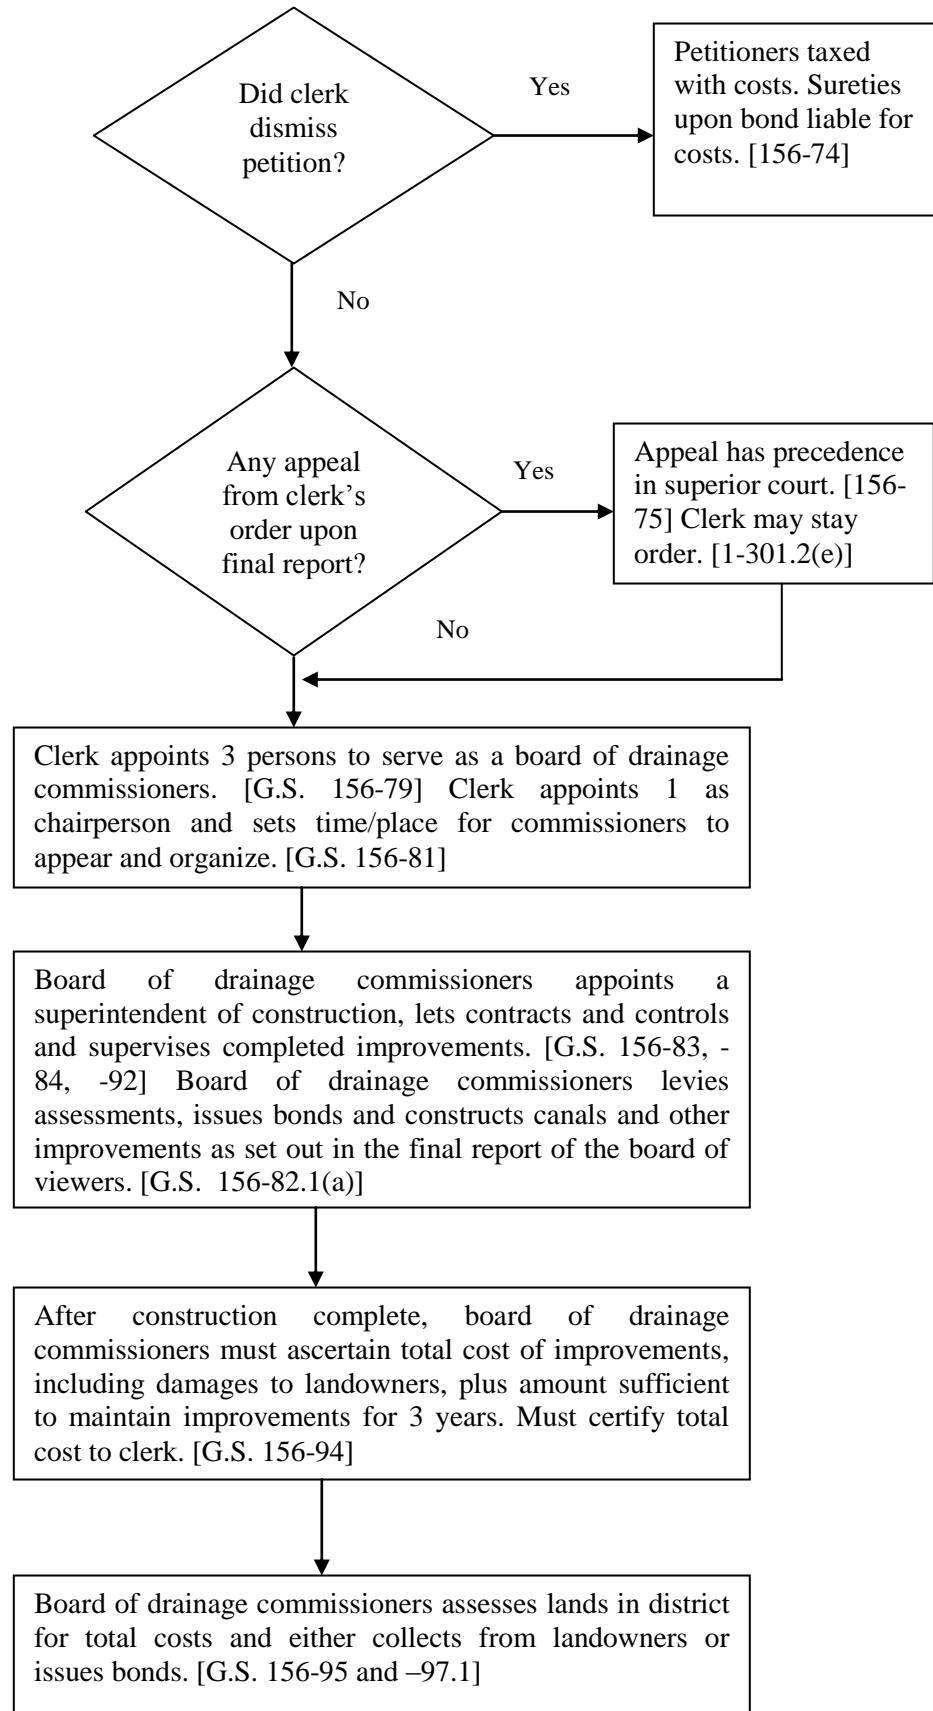 Did clerk
dismiss
petition?
Yes
Petitioners taxed
with costs. Sureties
upon bond liable for
costs. [156-74]
No
Any appeal
from clerk’s
order upon
final report?
Yes
Appeal has precedence
in superior court. [156-
75] Clerk may stay
order. [1-301.2(e)]
No
Clerk appoints 3 persons to serve as a board of drainage
commissioners. [G.S. 156-79] Clerk appoints 1 as
chairperson and sets time/place for commissioners to
appear and organize. [G.S. 156-81]
Board of drainage commissioners appoints a
superintendent of construction, lets contracts and controls
and supervises completed improvements. [G.S. 156-83, -
84, -92] Board of drainage commissioners levies
assessments, issues bonds and constructs canals and other
improvements as set out in the final report of the board of
viewers. [G.S. 156-82.1(a)]
After construction complete, board of drainage
commissioners must ascertain total cost of improvements,
including damages to landowners, plus amount sufficient
to maintain improvements for 3 years. Must certify total
cost to clerk. [G.S. 156-94]
Board of drainage commissioners assesses lands in district
for total costs and either collects from landowners or
issues bonds. [G.S. 156-95 and –97.1]